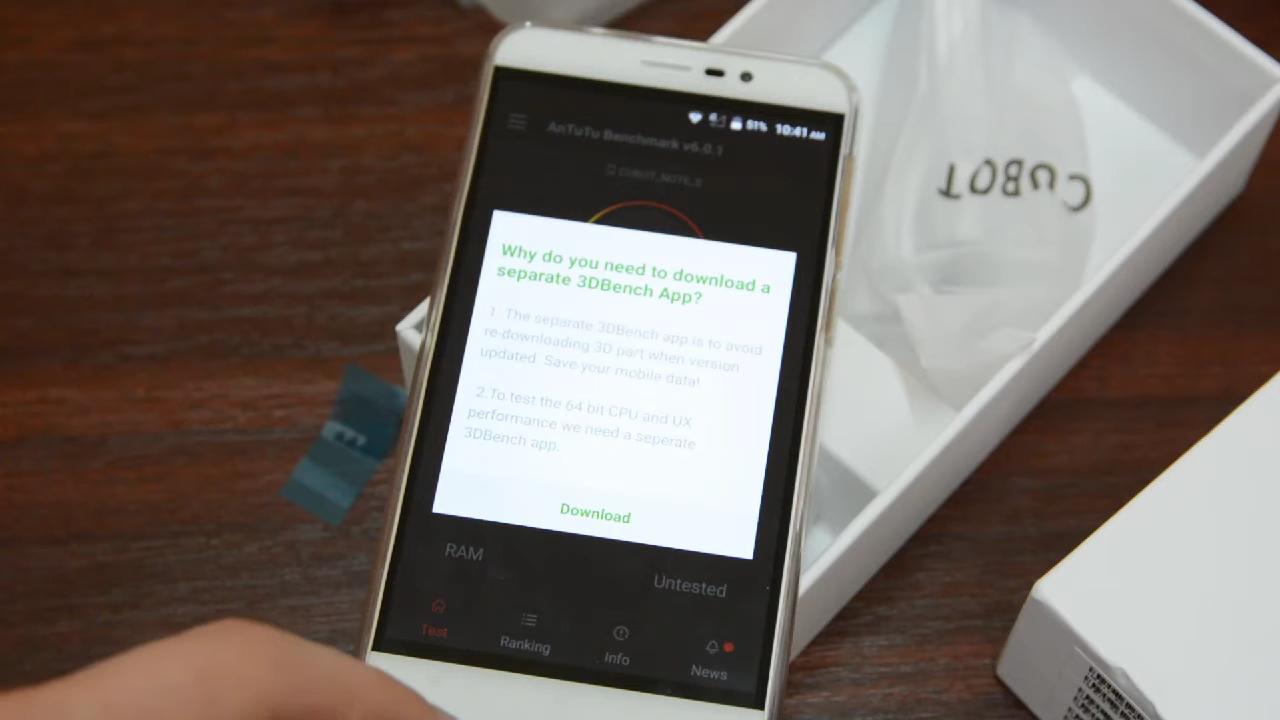 51% 10:41 AM
AnTuTu Benchmark v6.0.1
CUBOT_NOTE_S
Why do you need to download a
separate 3DBench App?
1. The separate 3DBench app is to avoid
re-downloading 3D part when version
updated. Save your mobile data!
2.To test the 64 bit CPU and UX
performance we need a seperate
3DBench app.
Download
RAM
Untested
Test
Ranking
Info
News
CUBOT